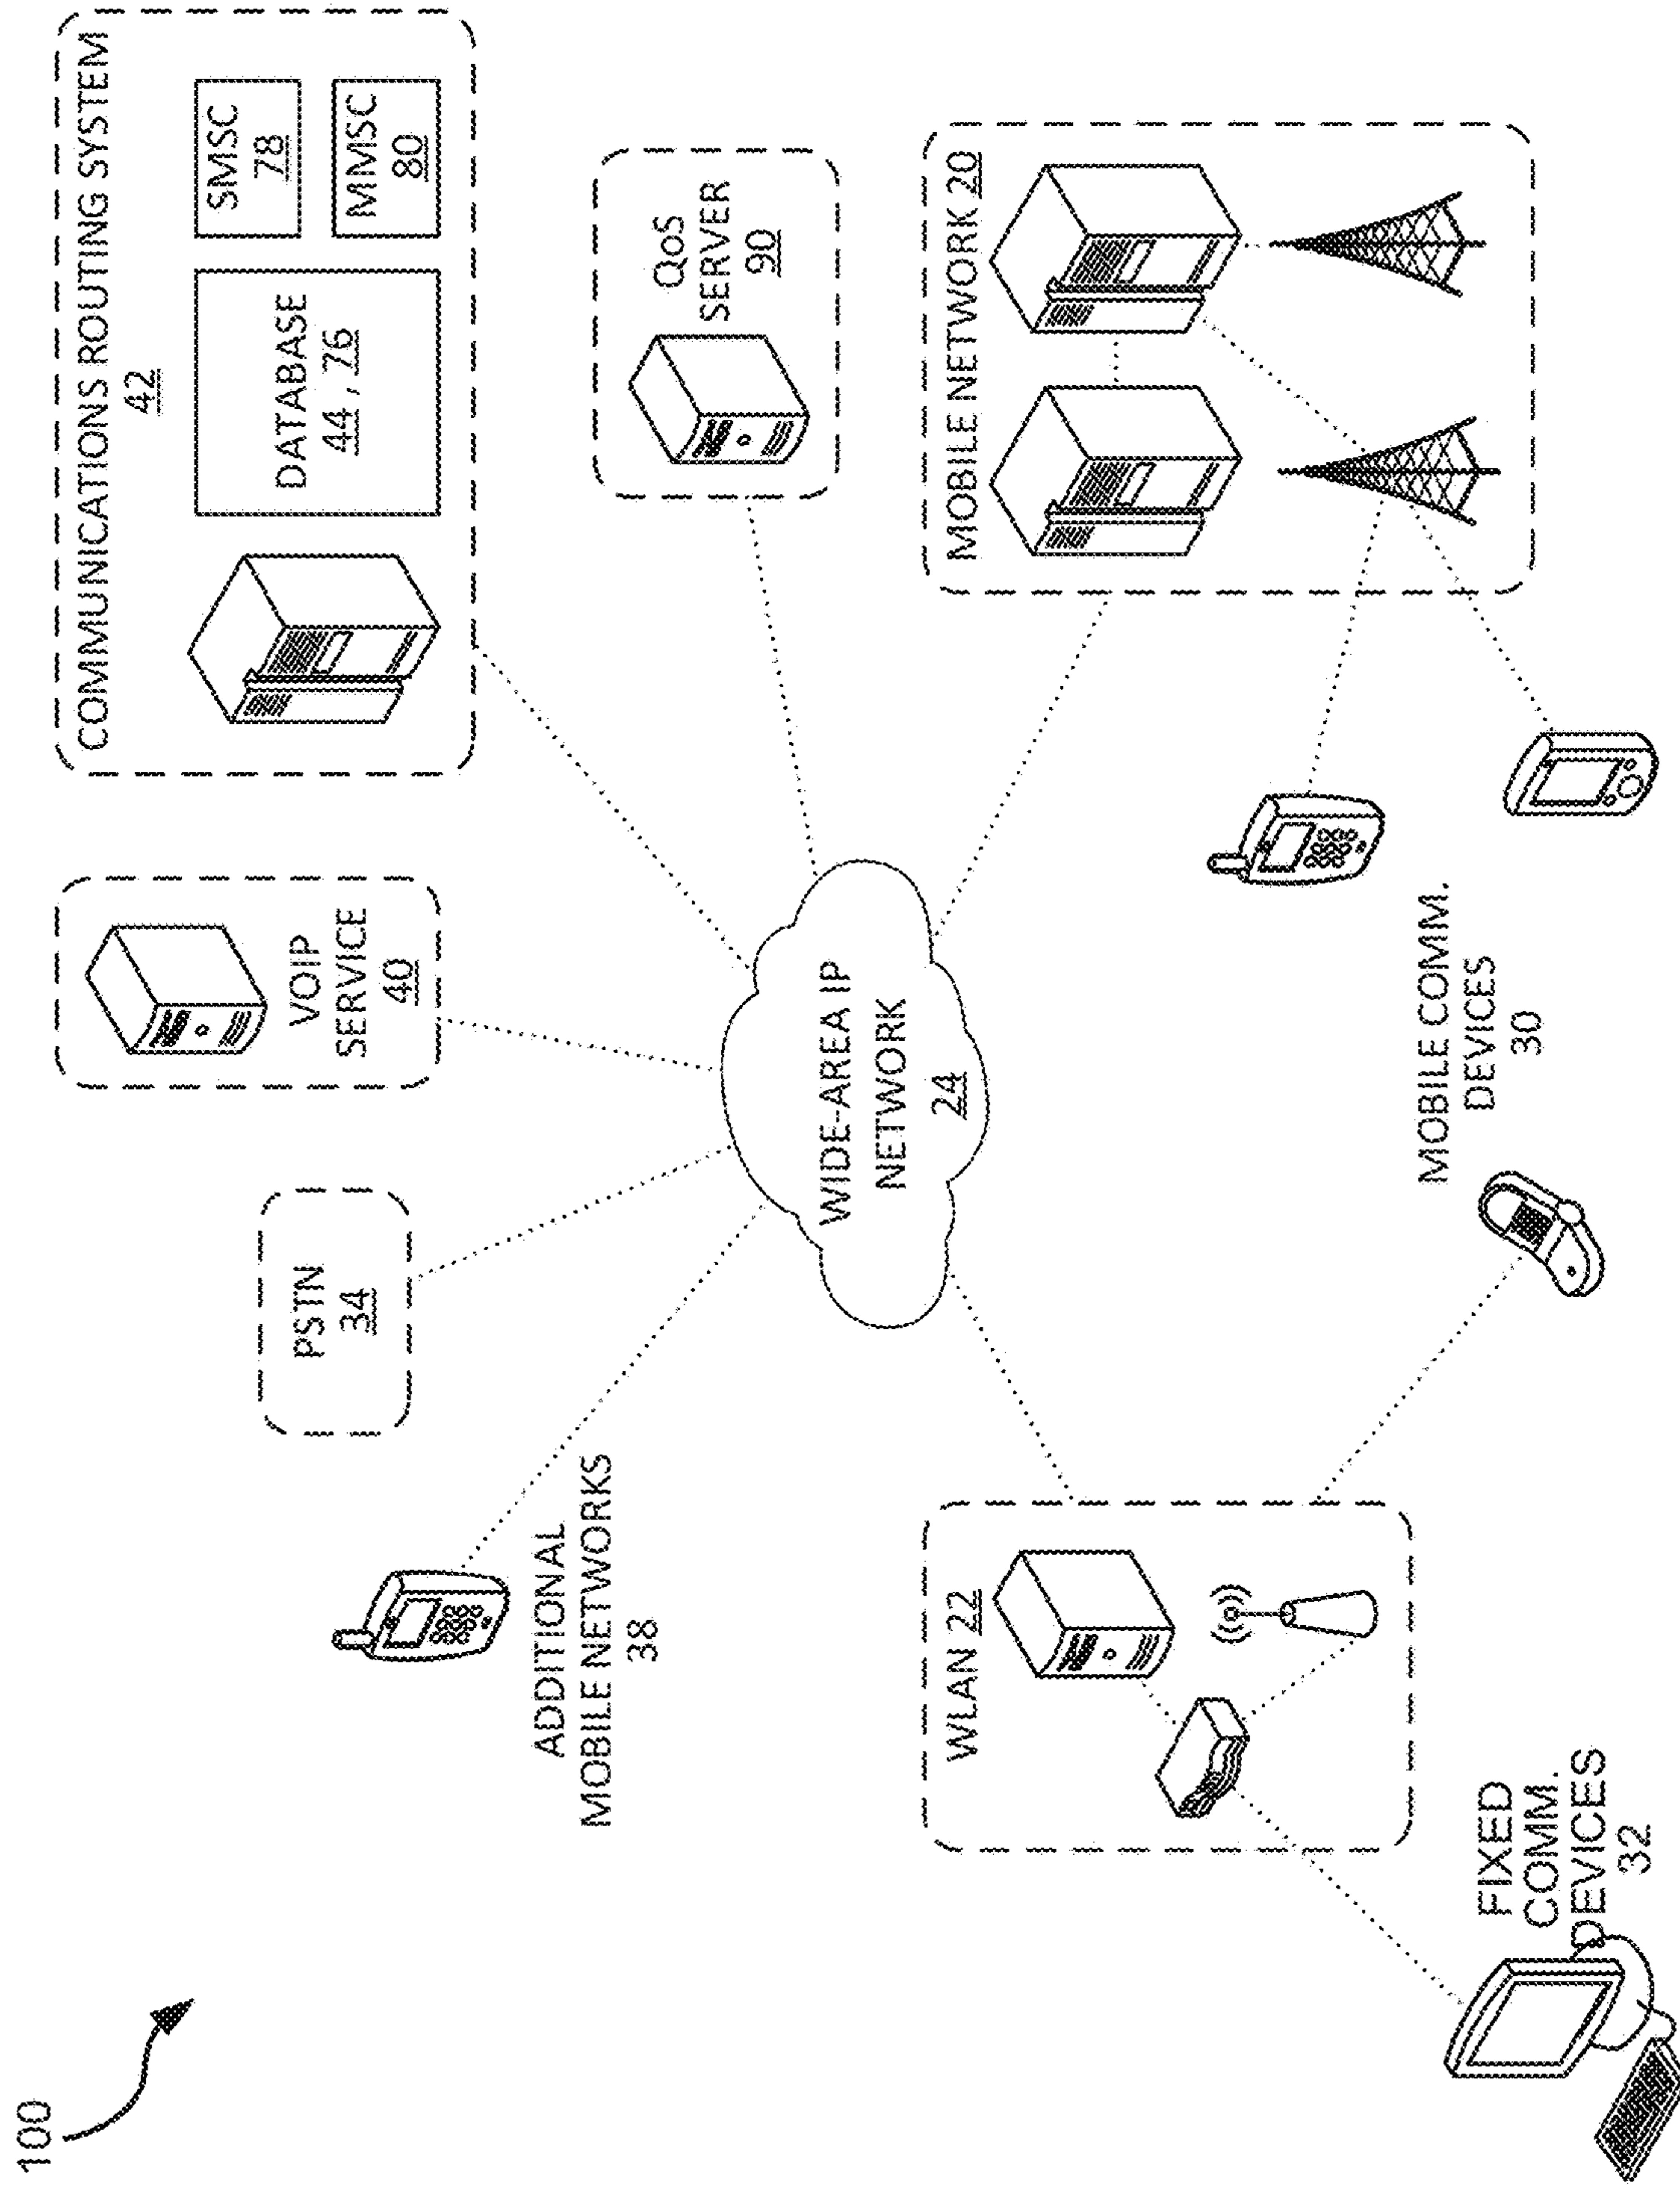 100
ADDITIONAL
MOBILE NETWORKS
38
PSTN
34
VOIP
SERVICE
40
COMMUNICATIONS ROUTING SYSTEM
42
DATABASE
44, 76
SMSC
78
MMSC
80
QoS
SERVER
90
WIDE-AREA IP
NETWORK
24
WLAN 22
MOBILE NETWORK 20
FIXED
COMM.
DEVICES
32
MOBILE COMM.
DEVICES
30